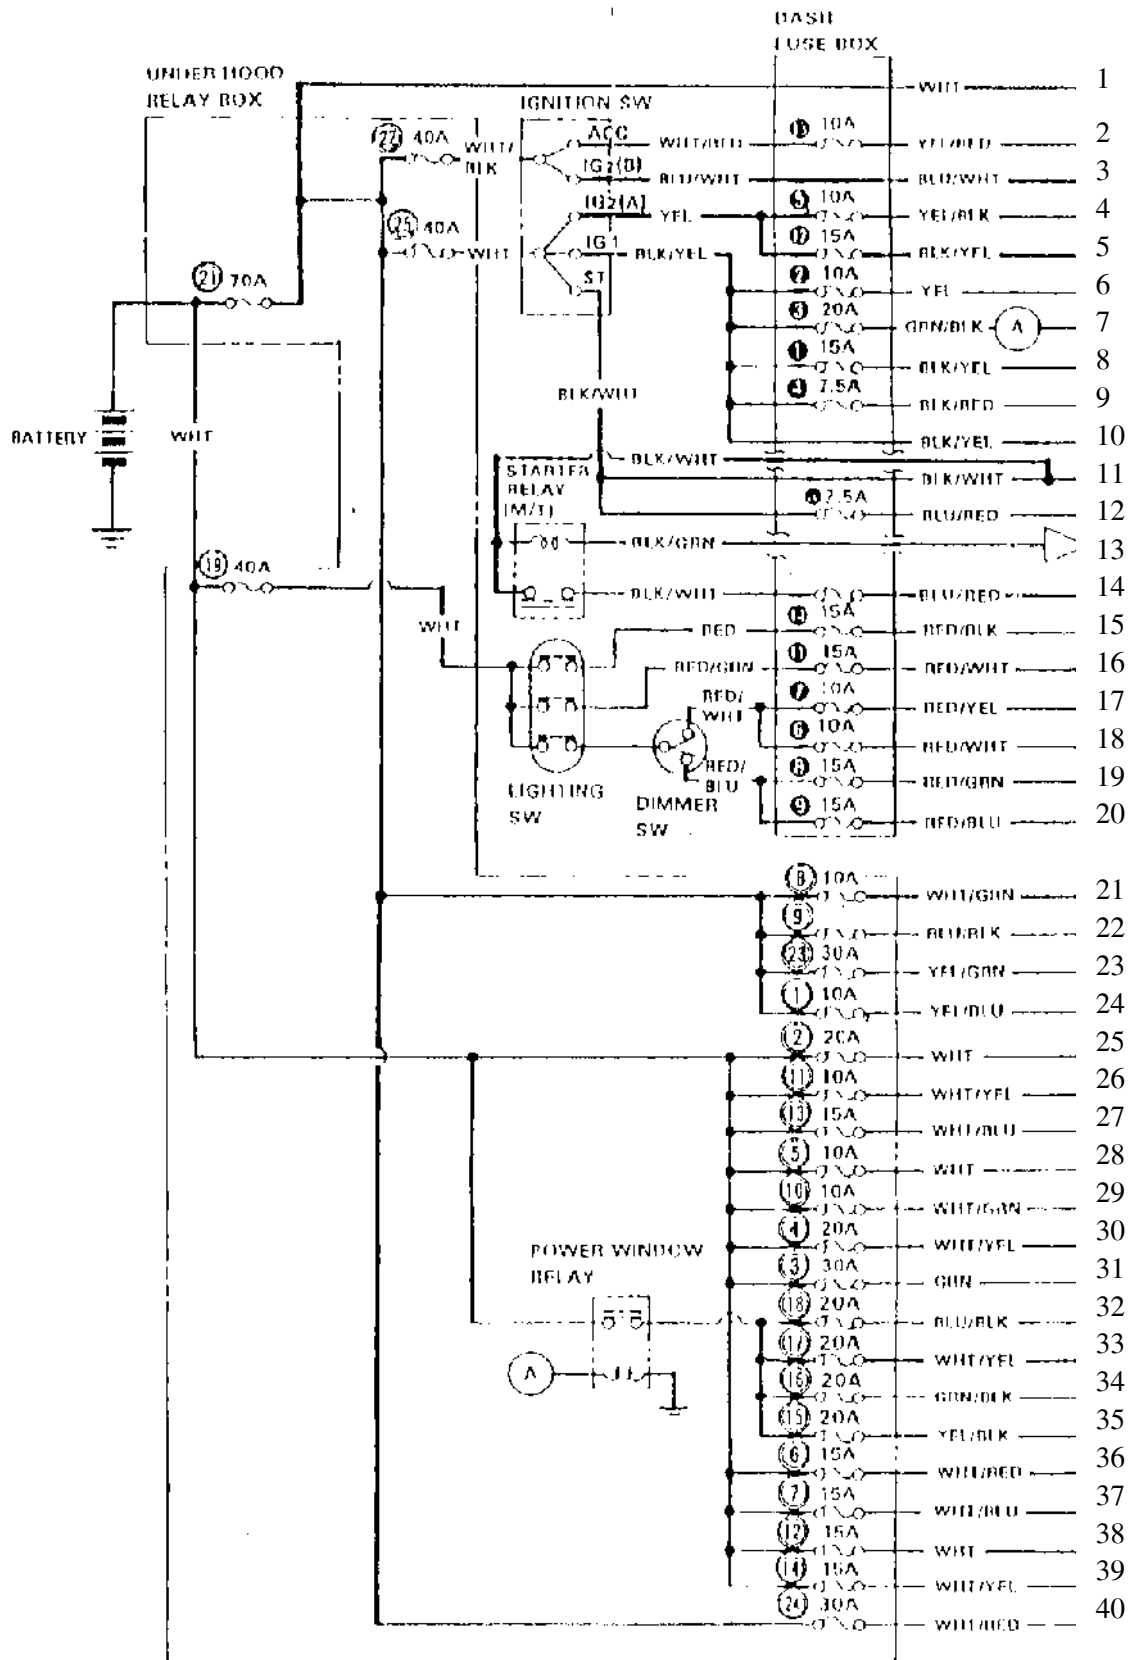 DASH
FUSE BOX
UNDER HOOD
RELAY BOX
IGNITION SW
WHT 1
27 40A WHT/
BLK
ACC WHT/RED 10A YEL/RED 2
IG2(B) BLU/WHT BLU/WHT 3
IG2(A) YEL 5 10A YEL/BLK 4
25 40A WHT IG1 BLK/YEL 15A BLK/YEL 5
21 70A ST 2 10A YEL 6
3 20A GRN/BLK A 7
1 15A BLK/YEL 8
4 7.5A BLK/RED 9
BLK/WHT
BATTERY WHT BLK/YEL 10
BLK/WHT
STARTER
RELAY
(M/T)
BLK/WHT 11
7.5A BLU/RED 12
BLK/GRN 13
19 40A
BLK/WHT BLU/RED 14
WHT RED 15A RED/BLK 15
RED/GRN 15A RED/WHT 16
RED/
WHT
7 10A RED/YEL 17
6 10A RED/WHT 18
RED/
BLU
8 15A RED/GRN 19
LIGHTING
SW
DIMMER
SW
9 15A RED/BLU 20
8 10A WHT/GRN 21
9 BLU/BLK 22
23 30A YEL/GRN 23
1 10A YEL/BLU 24
2 20A WHT 25
11 10A WHT/YEL 26
13 15A WHT/BLU 27
5 10A WHT 28
10 10A WHT/GRN 29
4 20A WHT/YEL 30
POWER WINDOW
RELAY
3 30A GRN 31
18 20A BLU/BLK 32
17 20A WHT/YEL 33
A 16 20A GRN/BLK 34
15 20A YEL/BLK 35
6 15A WHT/RED 36
7 15A WHT/BLU 37
12 15A WHT 38
14 15A WHT/YEL 39
24 30A WHT/RED 40